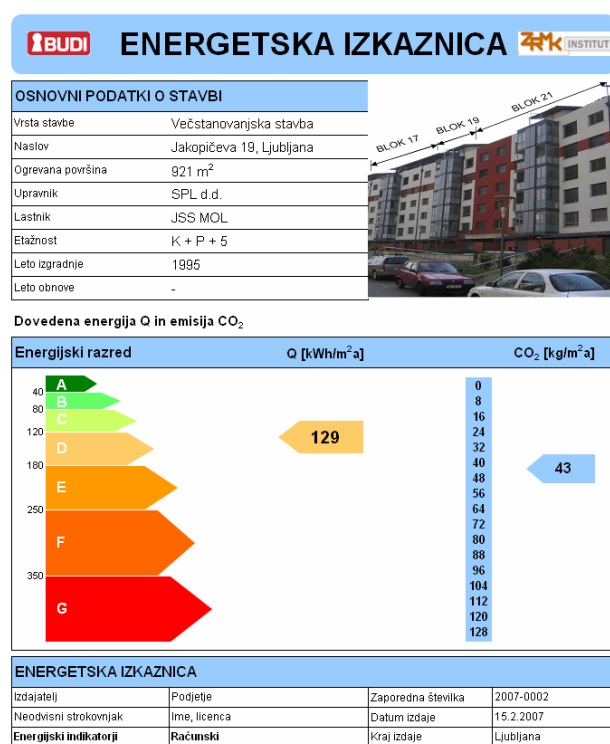 BUDI ENERGETSKA IZKAZNICA ZRMK INSTITUT
OSNOVNI PODATKI O STAVBI
Vrsta stavbe Večstanovanjska stavba
Naslov Jakopičeva 19, Ljubljana
Ogrevana površina 921 m²
Upravnik SPL d.d.
Lastnik JSS MOL
Etažnost K + P + 5
Leto izgradnje 1995
Leto obnove -
BLOK 17 BLOK 19 BLOK 21
Dovedena energija Q in emisija CO₂
Energijski razred Q [kWh/m²a] CO₂ [kg/m²a]
A
40
B
80
C
120
D
180
E
250
F
350
G
129
0
8
16
24
32
40
48
56
64
72
80
88
96
104
112
120
128
43
ENERGETSKA IZKAZNICA
Izdajatelj Podjetje Zaporedna številka 2007-0002
Neodvisni strokovnjak Ime, licenca Datum izdaje 15.2.2007
Energijski indikatorji Računski Kraj izdaje Ljubljana